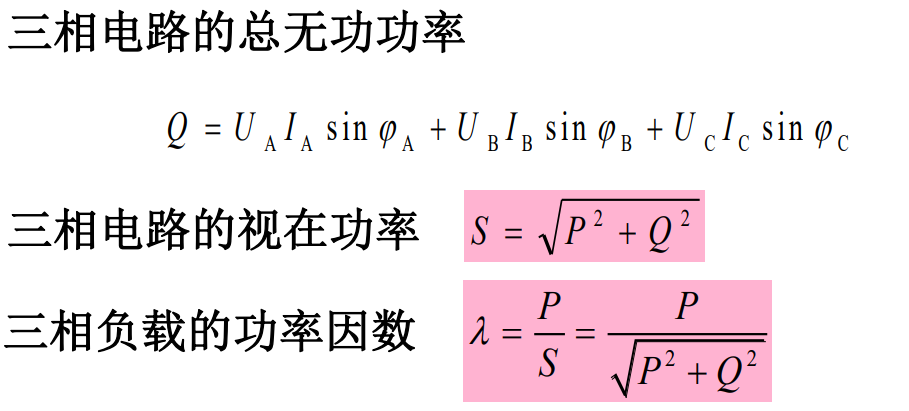 三相电路的总无功功率
Q = U_A I_A sin φ_A + U_B I_B sin φ_B + U_C I_C sin φ_C
三相电路的视在功率 S = √(P² + Q²)
三相负载的功率因数 λ = P/S = P/√(P² + Q²)